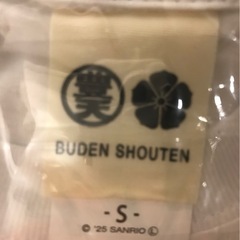 BUDEN SHOUTEN
- S -
© '25 SANRIO Ⓛ